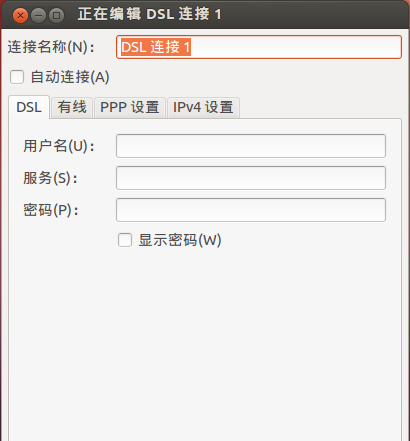 正在编辑 DSL 连接 1
连接名称(N)： DSL 连接 1
自动连接(A)
DSL 有线 PPP 设置 IPv4 设置
用户名(U)：
服务(S)：
密码(P)：
显示密码(W)